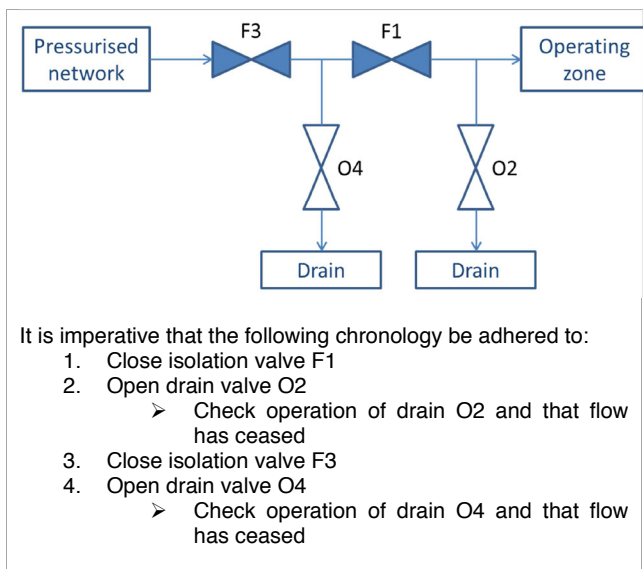 F3
F1
Pressurised
network
Operating
zone
O4
O2
Drain
Drain
It is imperative that the following chronology be adhered to:
1. Close isolation valve F1
2. Open drain valve O2
➢ Check operation of drain O2 and that flow
has ceased
3. Close isolation valve F3
4. Open drain valve O4
➢ Check operation of drain O4 and that flow
has ceased